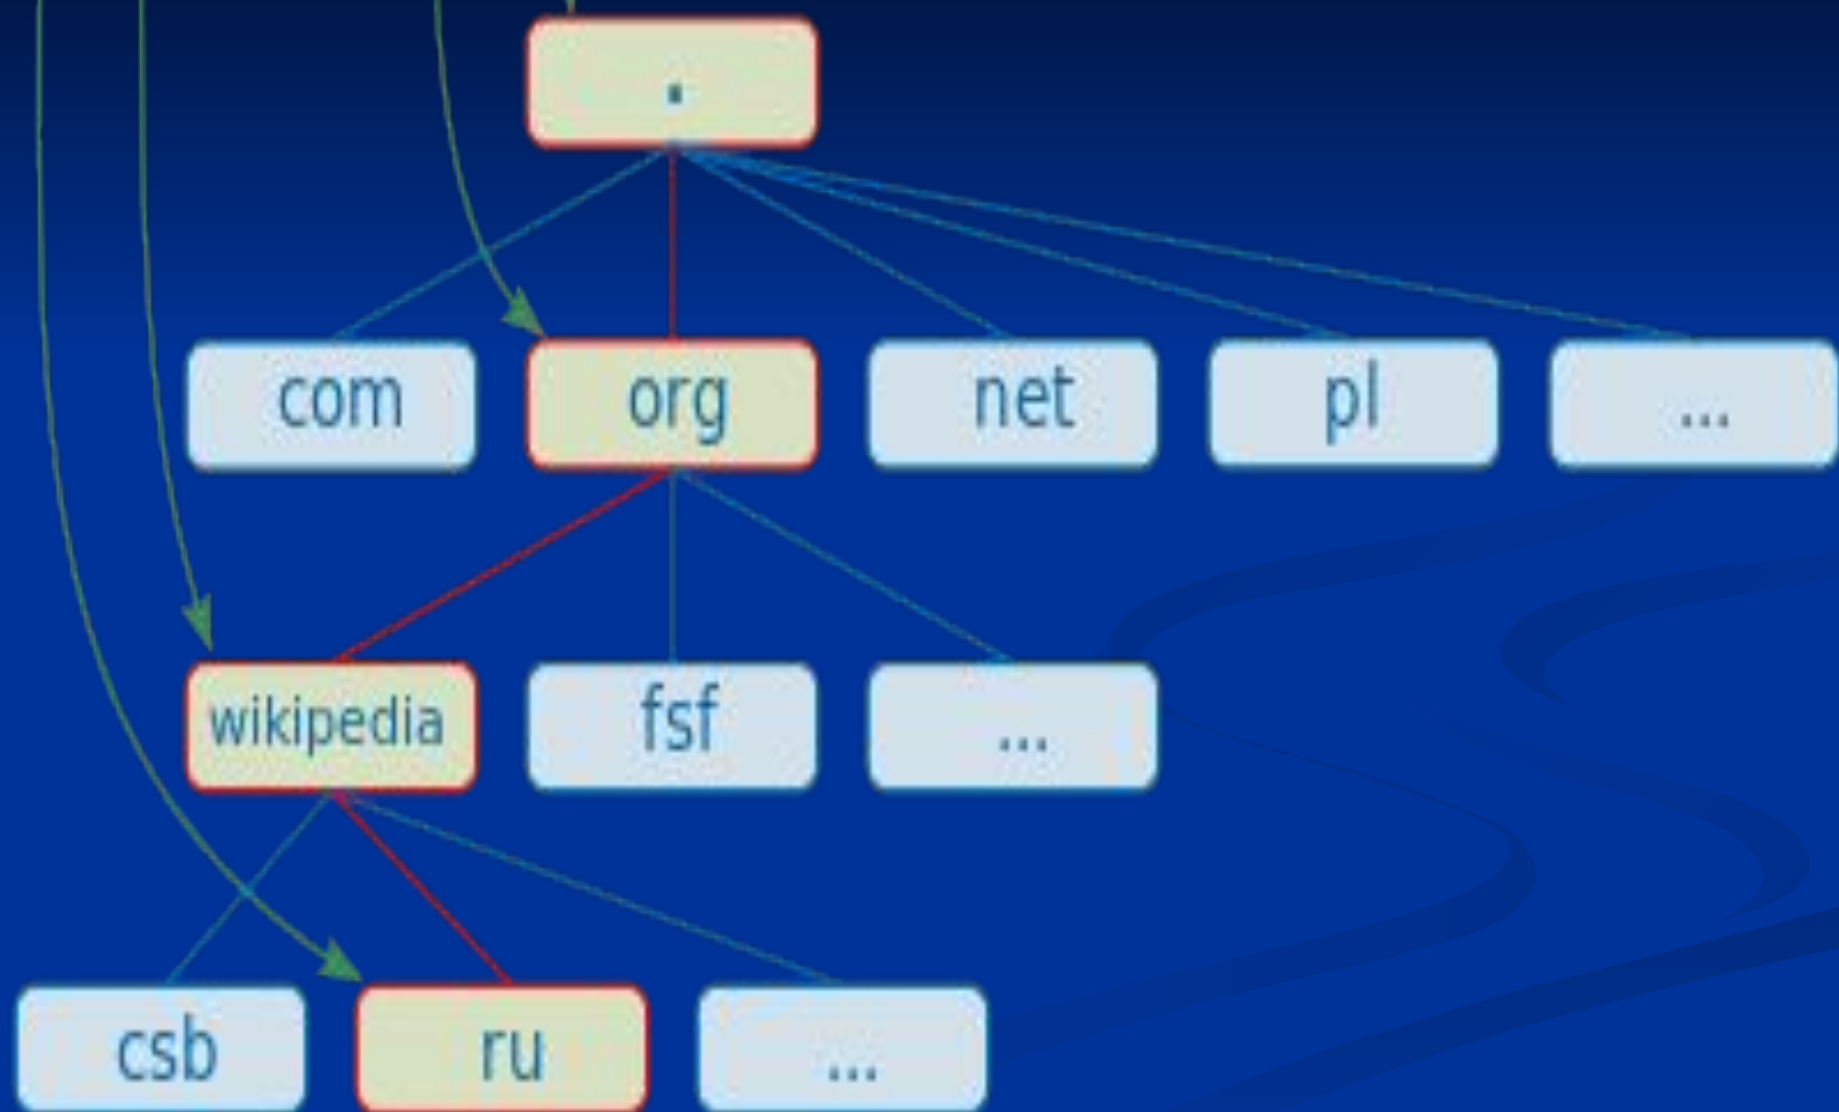 .
com org net pl ...
wikipedia fsf ...
csb ru ...